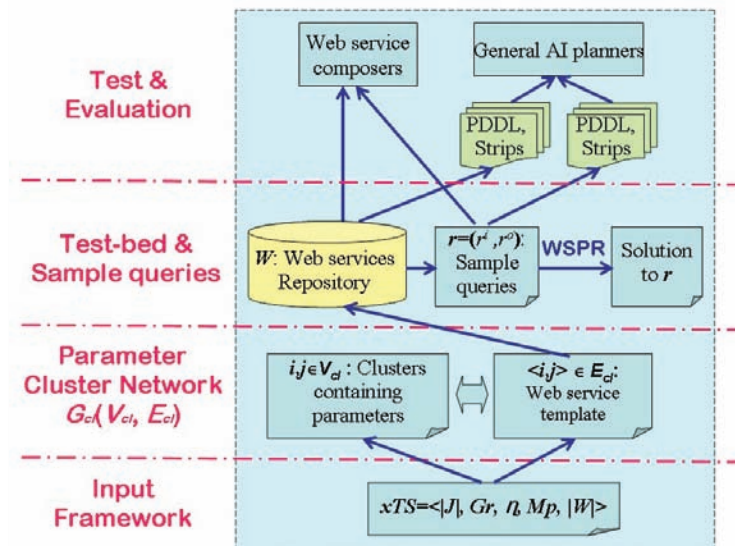 Test &
Evaluation
Web service
composers
General AI planners
PDDL,
Strips
PDDL,
Strips
Test-bed &
Sample queries
W: Web services
Repository
r=(rⁱ ,rᵒ):
Sample
queries
WSPR
Solution
to r
Parameter
Cluster Network
Gcl( Vcl, Ecl)
i,j∈Vcl : Clusters
containing
parameters
<i,j> ∈ Ecl:
Web service
template
Input
Framework
xTS=<|J|, Gr, η, Mp, |W|>